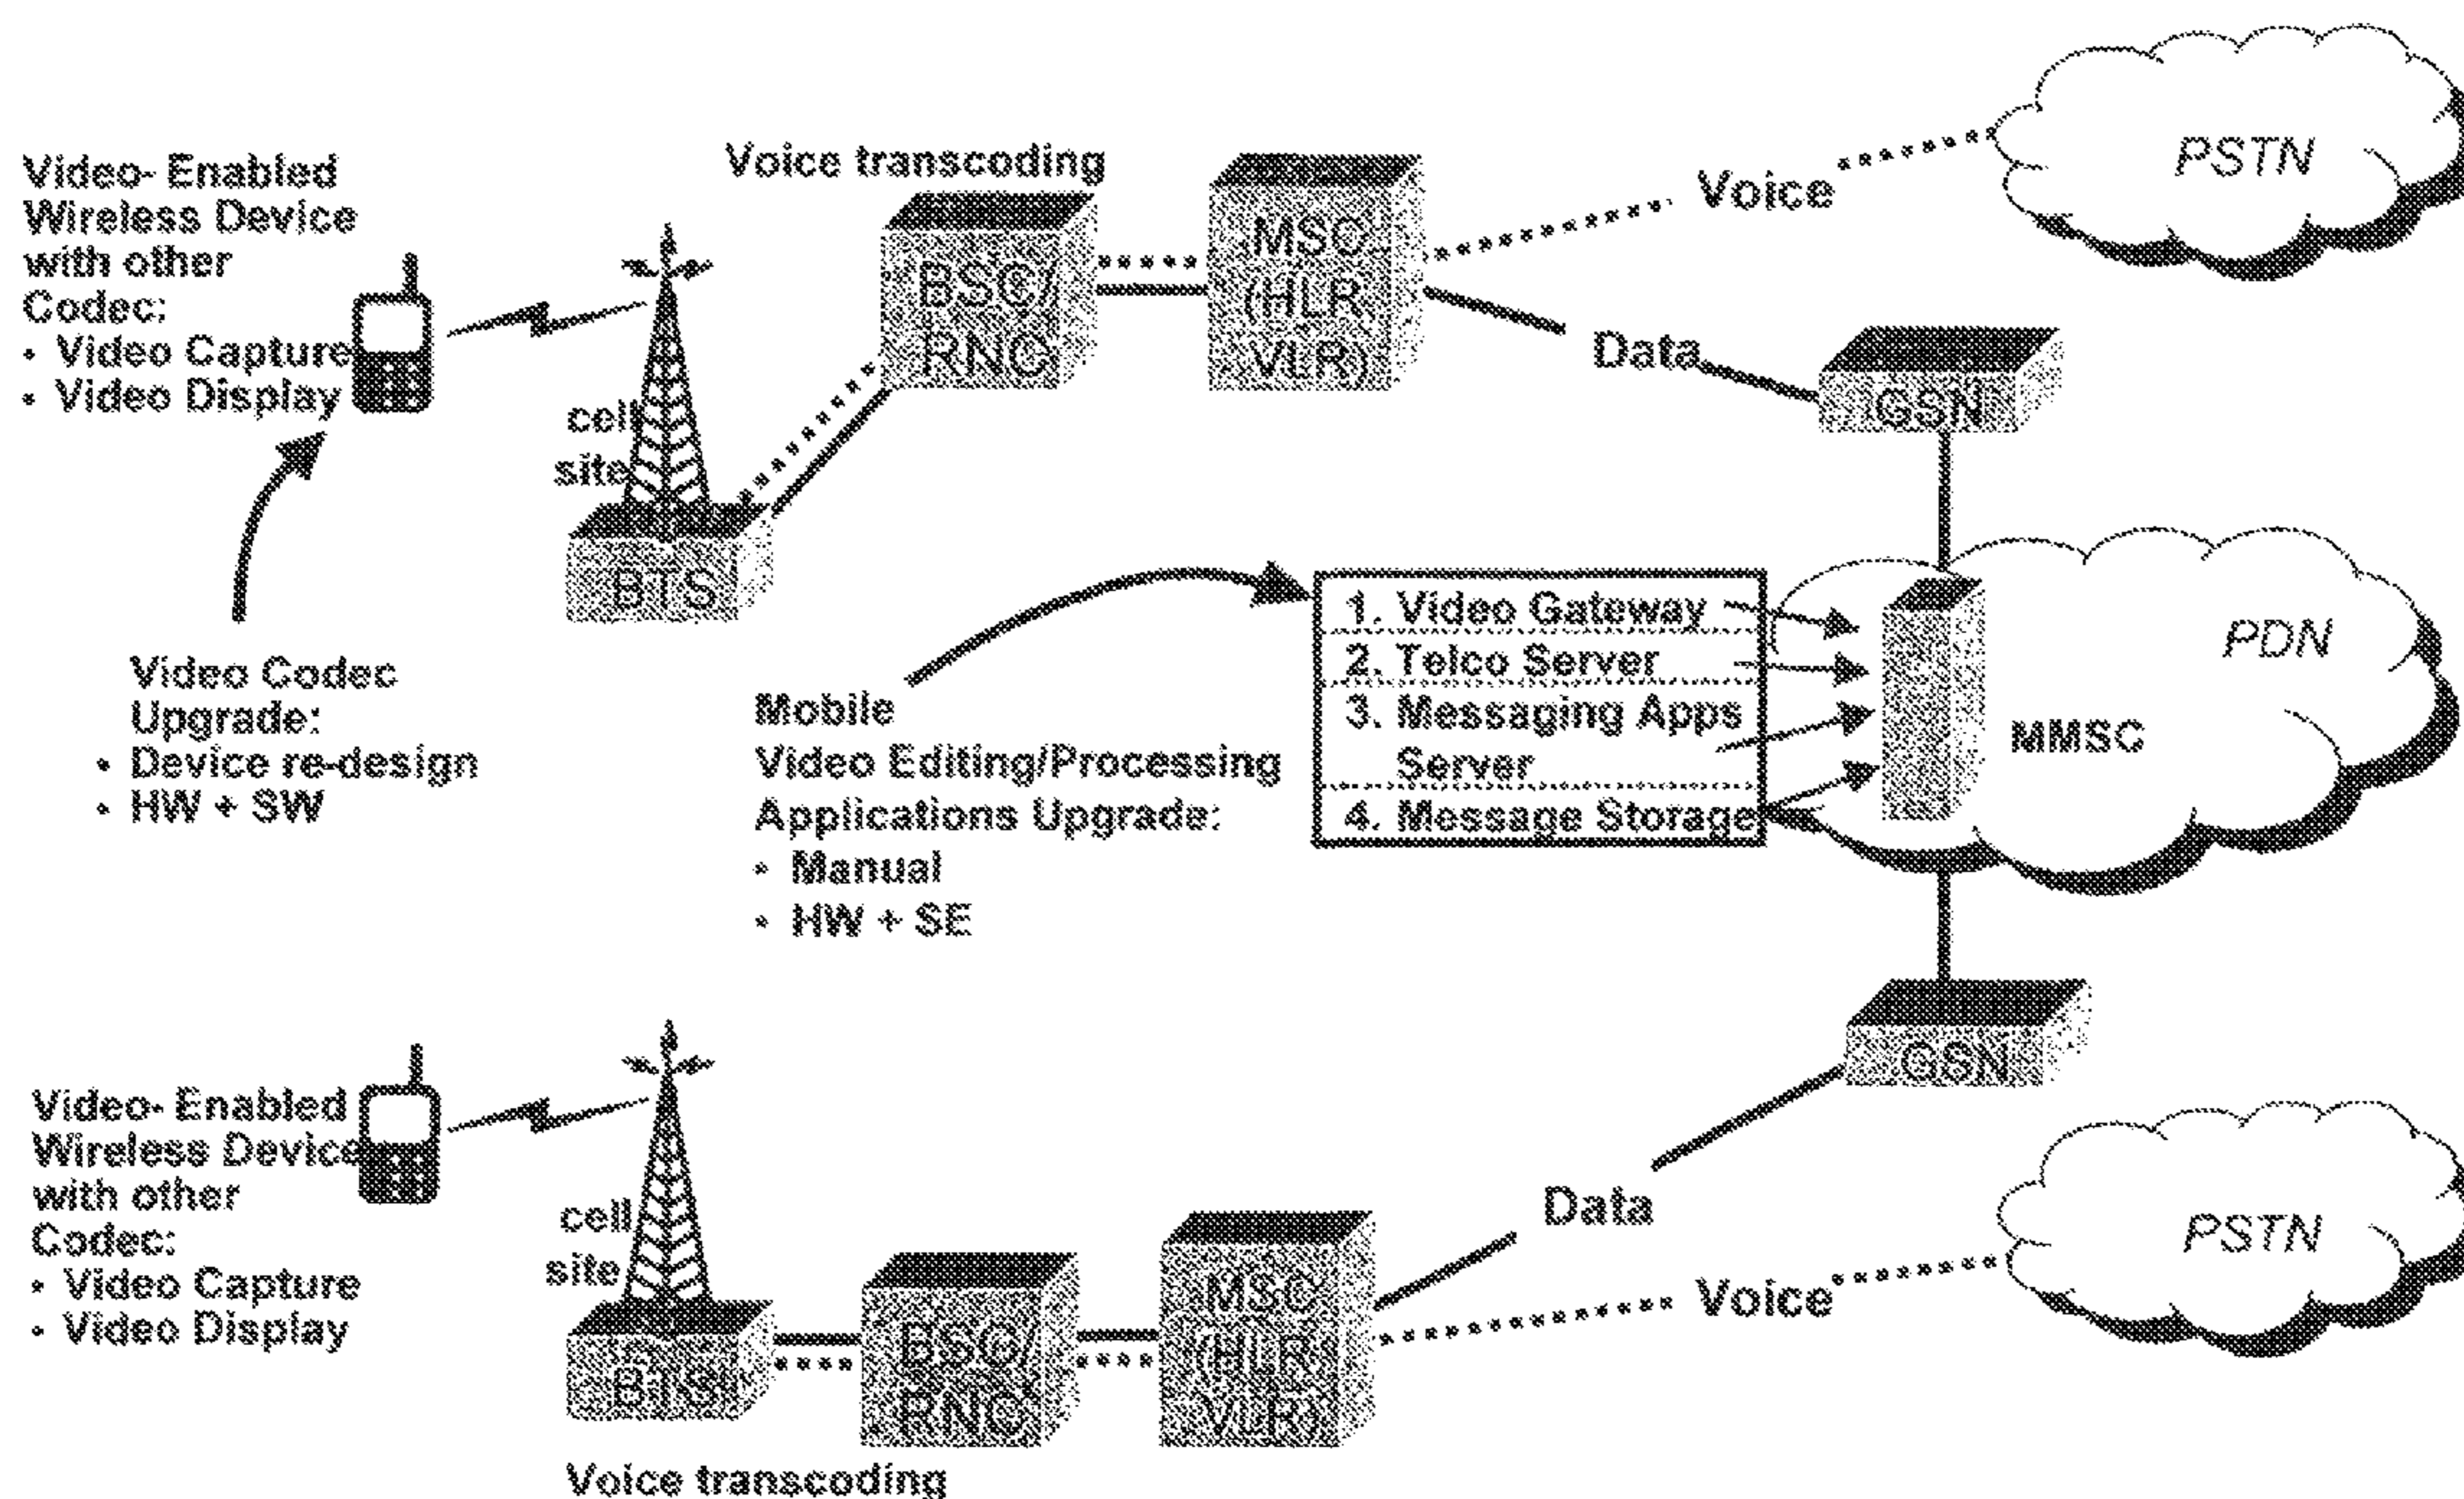 Video- Enabled
Wireless Device
with other
Codec:
• Video Capture
• Video Display
Voice transcoding
cell
site
BTS
BSC/
RNC
MSC
(HLR
VLR)
Voice
PSTN
Data
GSN
Video Codec
Upgrade:
• Device re-design
• HW + SW
Mobile
Video Editing/Processing
Applications Upgrade:
• Manual
• HW + SE
1. Video Gateway
2. Telco Server
3. Messaging Apps
Server
4. Message Storage
PDN
MMSC
GSN
Video- Enabled
Wireless Device
with other
Codec:
• Video Capture
• Video Display
cell
site
BTS
BSC/
RNC
MSC
(HLR
VLR)
Data
Voice
PSTN
Voice transcoding